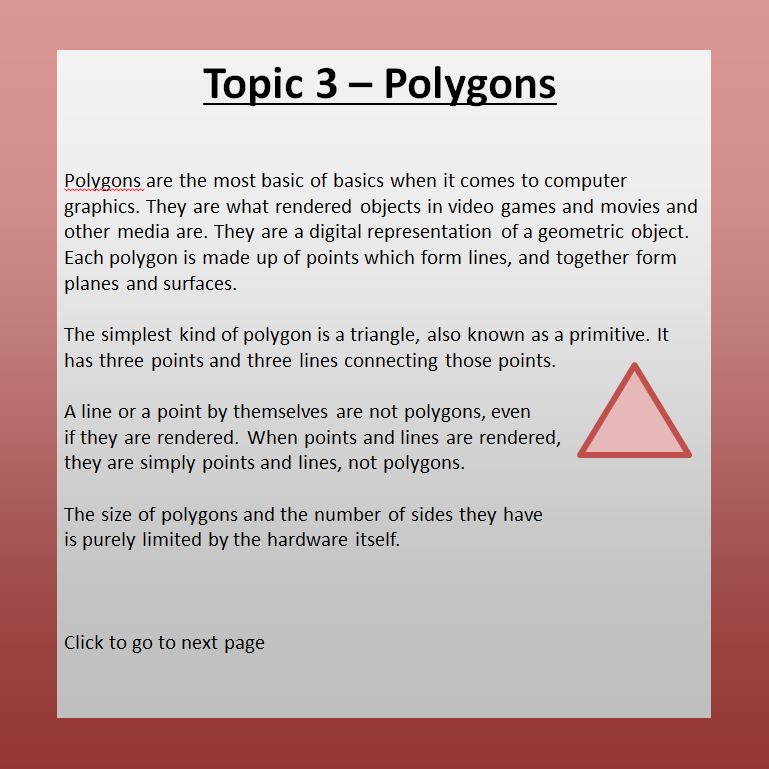 Topic 3 – Polygons
Polygons are the most basic of basics when it comes to computer
graphics. They are what rendered objects in video games and movies and
other media are. They are a digital representation of a geometric object.
Each polygon is made up of points which form lines, and together form
planes and surfaces.
The simplest kind of polygon is a triangle, also known as a primitive. It
has three points and three lines connecting those points.
A line or a point by themselves are not polygons, even
if they are rendered. When points and lines are rendered,
they are simply points and lines, not polygons.
The size of polygons and the number of sides they have
is purely limited by the hardware itself.
Click to go to next page